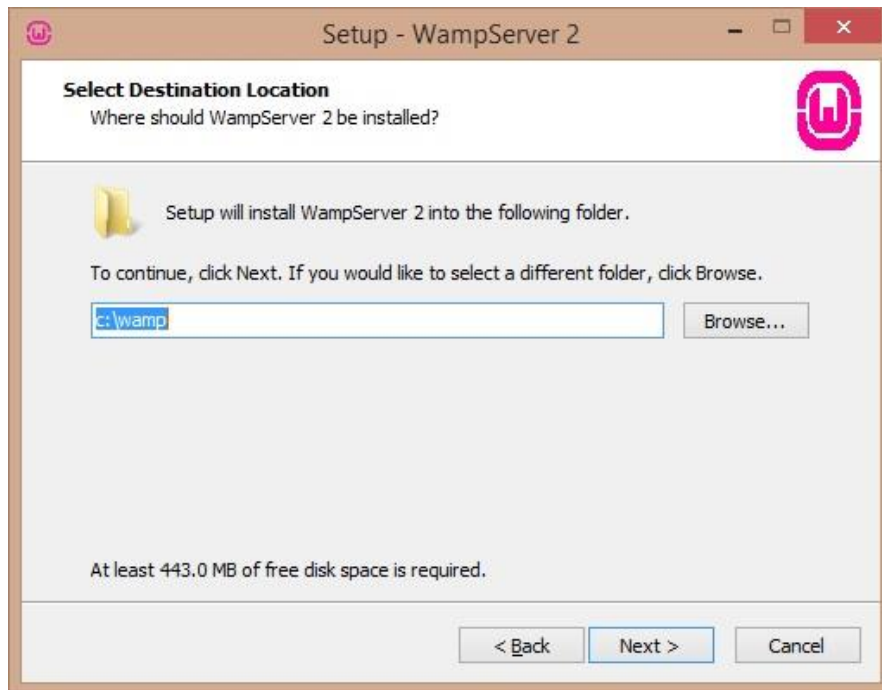 Setup - WampServer 2
Select Destination Location
Where should WampServer 2 be installed?
Setup will install WampServer 2 into the following folder.
To continue, click Next. If you would like to select a different folder, click Browse.
c:\wamp
Browse...
At least 443.0 MB of free disk space is required.
< Back
Next >
Cancel